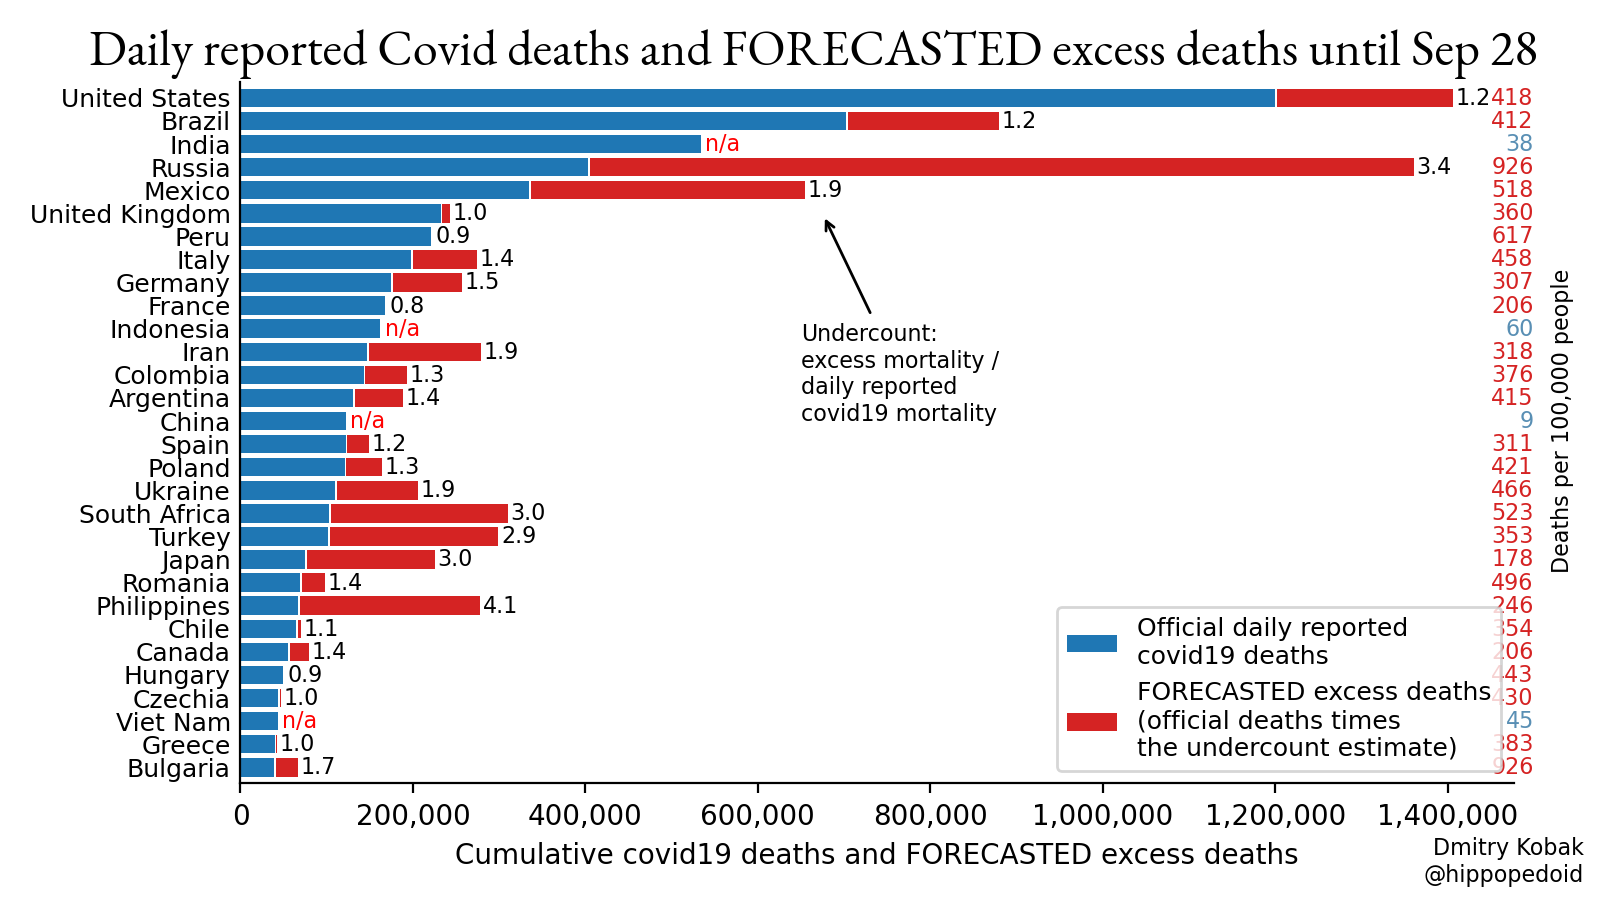 Daily reported Covid deaths and FORECASTED excess deaths until Sep 28
United States 1.2 418
Brazil 1.2 412
India n/a 38
Russia 3.4 926
Mexico 1.9 518
United Kingdom 1.0 360
Peru 0.9 617
Italy 1.4 458
Germany 1.5 307
France 0.8 206
Indonesia n/a 60
Iran 1.9 318
Colombia 1.3 376
Argentina 1.4 415
China n/a 9
Spain 1.2 311
Poland 1.3 421
Ukraine 1.9 466
South Africa 3.0 523
Turkey 2.9 353
Japan 3.0 178
Romania 1.4 496
Philippines 4.1 246
Chile 1.1 354
Canada 1.4 206
Hungary 0.9 443
Czechia 1.0 430
Viet Nam n/a 45
Greece 1.0 383
Bulgaria 1.7 926
Undercount:
excess mortality /
daily reported
covid19 mortality
Deaths per 100,000 people
Official daily reported
covid19 deaths
FORECASTED excess deaths
(official deaths times
the undercount estimate)
0 200,000 400,000 600,000 800,000 1,000,000 1,200,000 1,400,000
Cumulative covid19 deaths and FORECASTED excess deaths
Dmitry Kobak
@hippopedoid